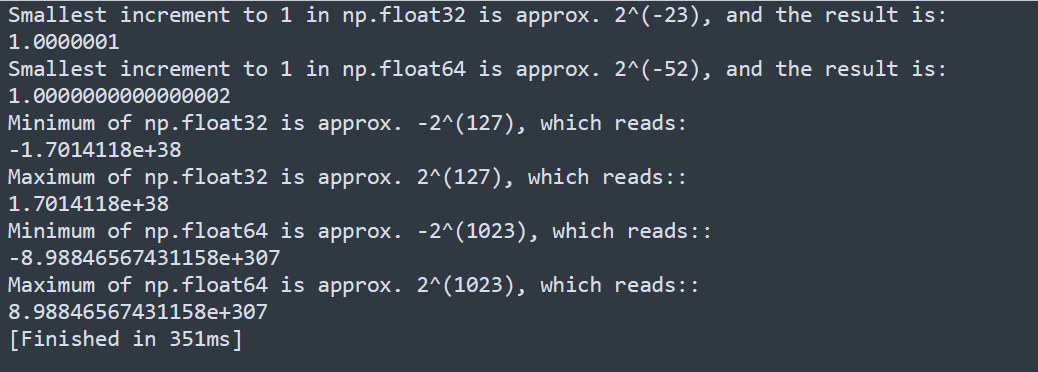 Smallest increment to 1 in np.float32 is approx. 2^(-23), and the result is:
1.0000001
Smallest increment to 1 in np.float64 is approx. 2^(-52), and the result is:
1.0000000000000002
Minimum of np.float32 is approx. -2^(127), which reads:
-1.7014118e+38
Maximum of np.float32 is approx. 2^(127), which reads::
1.7014118e+38
Minimum of np.float64 is approx. -2^(1023), which reads::
-8.98846567431158e+307
Maximum of np.float64 is approx. 2^(1023), which reads::
8.98846567431158e+307
[Finished in 351ms]